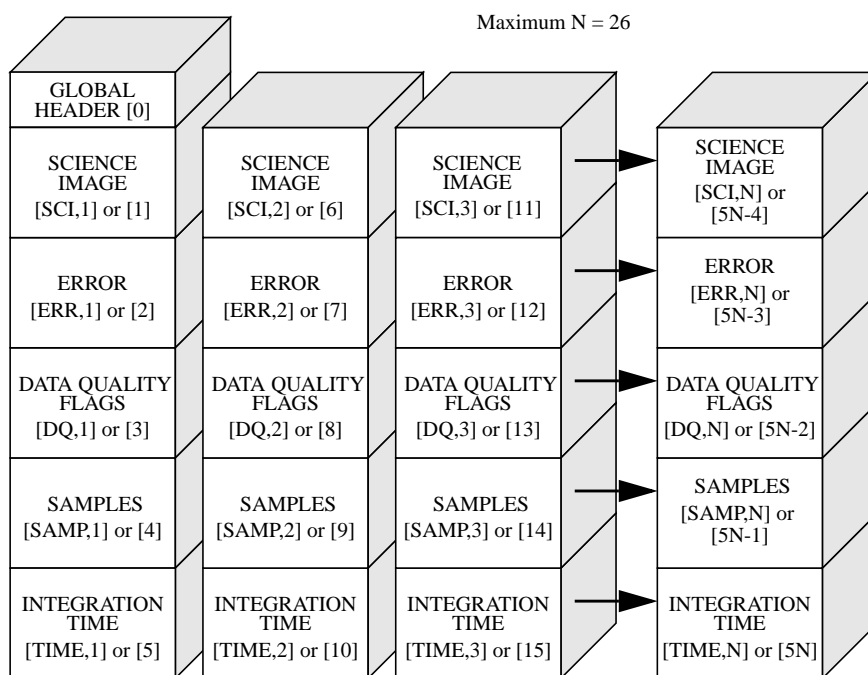 Maximum N = 26
GLOBAL
HEADER [0]
SCIENCE
IMAGE
[SCI,1] or [1]
ERROR
[ERR,1] or [2]
DATA QUALITY
FLAGS
[DQ,1] or [3]
SAMPLES
[SAMP,1] or [4]
INTEGRATION
TIME
[TIME,1] or [5]
SCIENCE
IMAGE
[SCI,2] or [6]
ERROR
[ERR,2] or [7]
DATA QUALITY
FLAGS
[DQ,2] or [8]
SAMPLES
[SAMP,2] or [9]
INTEGRATION
TIME
[TIME,2] or [10]
SCIENCE
IMAGE
[SCI,3] or [11]
ERROR
[ERR,3] or [12]
DATA QUALITY
FLAGS
[DQ,3] or [13]
SAMPLES
[SAMP,3] or [14]
INTEGRATION
TIME
[TIME,3] or [15]
SCIENCE
IMAGE
[SCI,N] or
[5N-4]
ERROR
[ERR,N] or
[5N-3]
DATA QUALITY
FLAGS
[DQ,N] or [5N-2]
SAMPLES
[SAMP,N] or
[5N-1]
INTEGRATION
TIME
[TIME,N] or [5N]